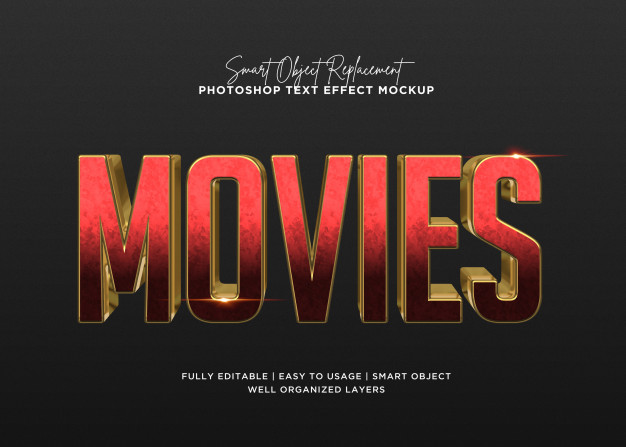 Smart Object Replacement
PHOTOSHOP TEXT EFFECT MOCKUP
MOVIES
FULLY EDITABLE | EASY TO USAGE | SMART OBJECT
WELL ORGANIZED LAYERS